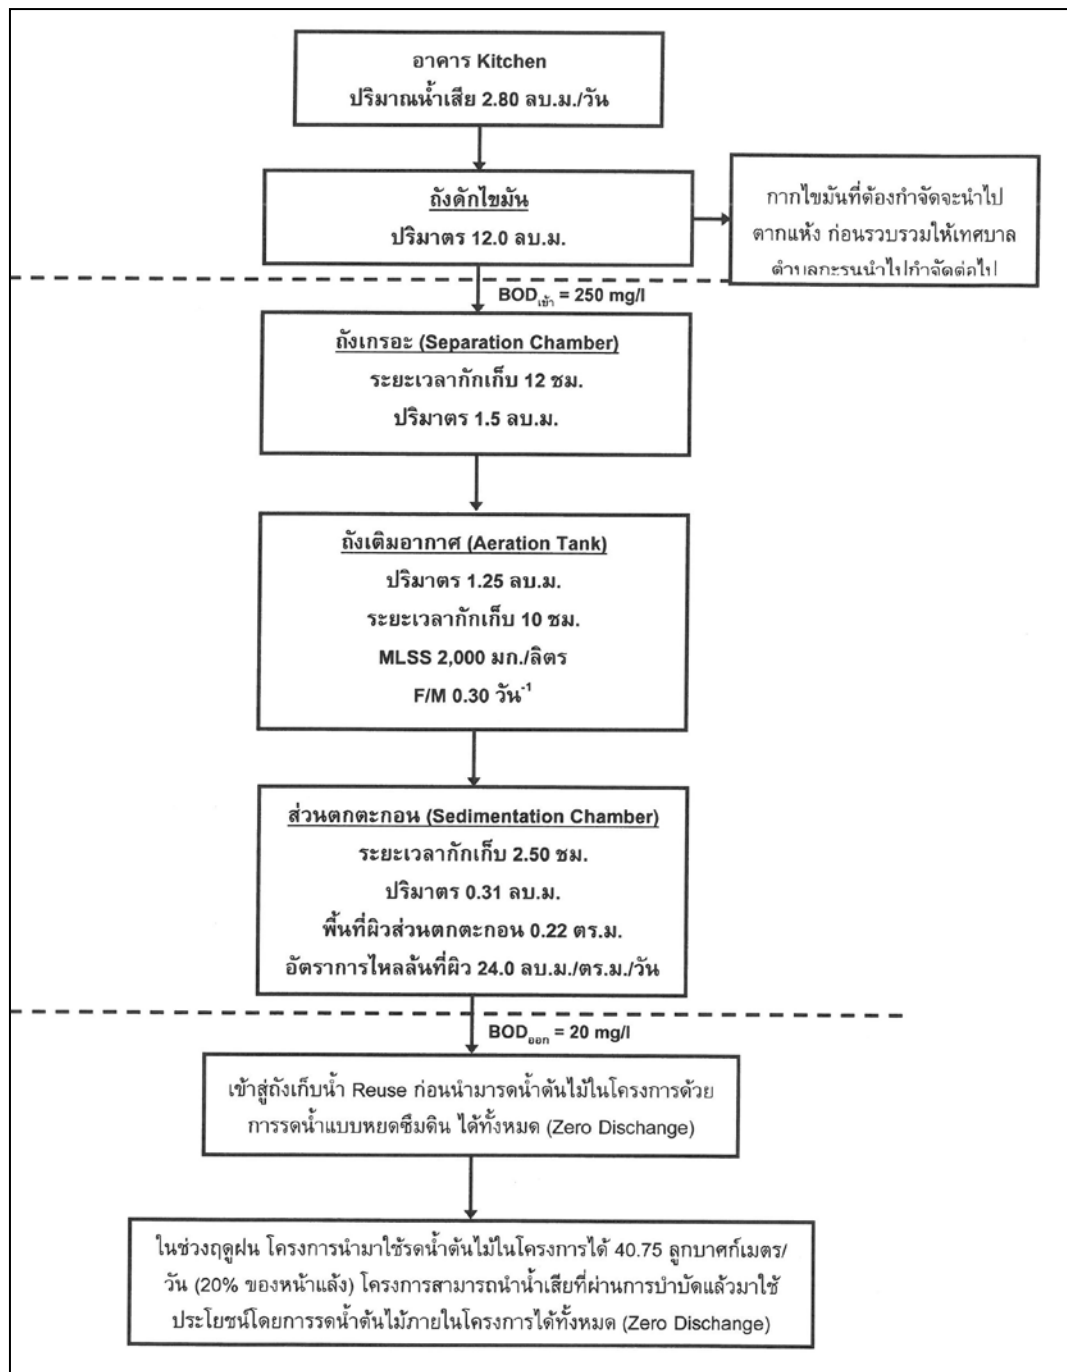 อาคาร Kitchen
ปริมาณน้ำเสีย 2.80 ลบ.ม./วัน
ถังดักไขมัน
ปริมาตร 12.0 ลบ.ม.
กากไขมันที่ต้องกำจัดจะนำไป
ตากแห้ง ก่อนรวบรวมให้เทศบาล
ตำบลกะรนนำไปกำจัดต่อไป
BODเข้า = 250 mg/l
ถังเกรอะ (Separation Chamber)
ระยะเวลากักเก็บ 12 ชม.
ปริมาตร 1.5 ลบ.ม.
ถังเติมอากาศ (Aeration Tank)
ปริมาตร 1.25 ลบ.ม.
ระยะเวลากักเก็บ 10 ชม.
MLSS 2,000 มก./ลิตร
F/M 0.30 วัน⁻¹
ส่วนตกตะกอน (Sedimentation Chamber)
ระยะเวลากักเก็บ 2.50 ชม.
ปริมาตร 0.31 ลบ.ม.
พื้นที่ผิวส่วนตกตะกอน 0.22 ตร.ม.
อัตราการไหลล้นที่ผิว 24.0 ลบ.ม./ตร.ม./วัน
BODออก = 20 mg/l
เข้าสู่ถังเก็บน้ำ Reuse ก่อนนำมารดน้ำต้นไม้ในโครงการด้วย
การรดน้ำแบบหยดซึมดิน ได้ทั้งหมด (Zero Dischange)
ในช่วงฤดูฝน โครงการนำมาใช้รดน้ำต้นไม้ในโครงการได้ 40.75 ลูกบาศก์เมตร/
วัน (20% ของหน้าแล้ง) โครงการสามารถนำน้ำเสียที่ผ่านการบำบัดแล้วมาใช้
ประโยชน์โดยการรดน้ำต้นไม้ภายในโครงการได้ทั้งหมด (Zero Dischange)